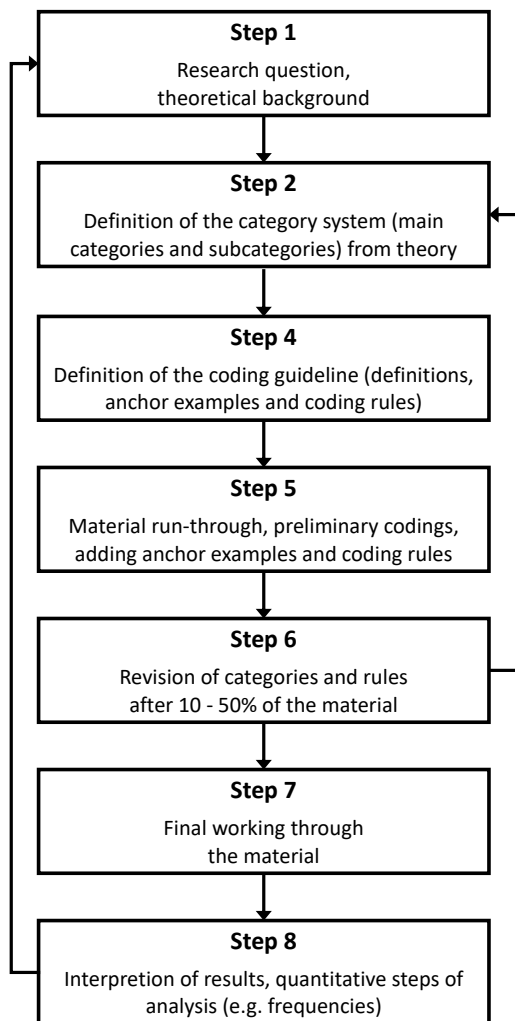 Step 1
Research question,
theoretical background
Step 2
Definition of the category system (main
categories and subcategories) from theory
Step 4
Definition of the coding guideline (definitions,
anchor examples and coding rules)
Step 5
Material run-through, preliminary codings,
adding anchor examples and coding rules
Step 6
Revision of categories and rules
after 10 - 50% of the material
Step 7
Final working through
the material
Step 8
Interpretion of results, quantitative steps of
analysis (e.g. frequencies)